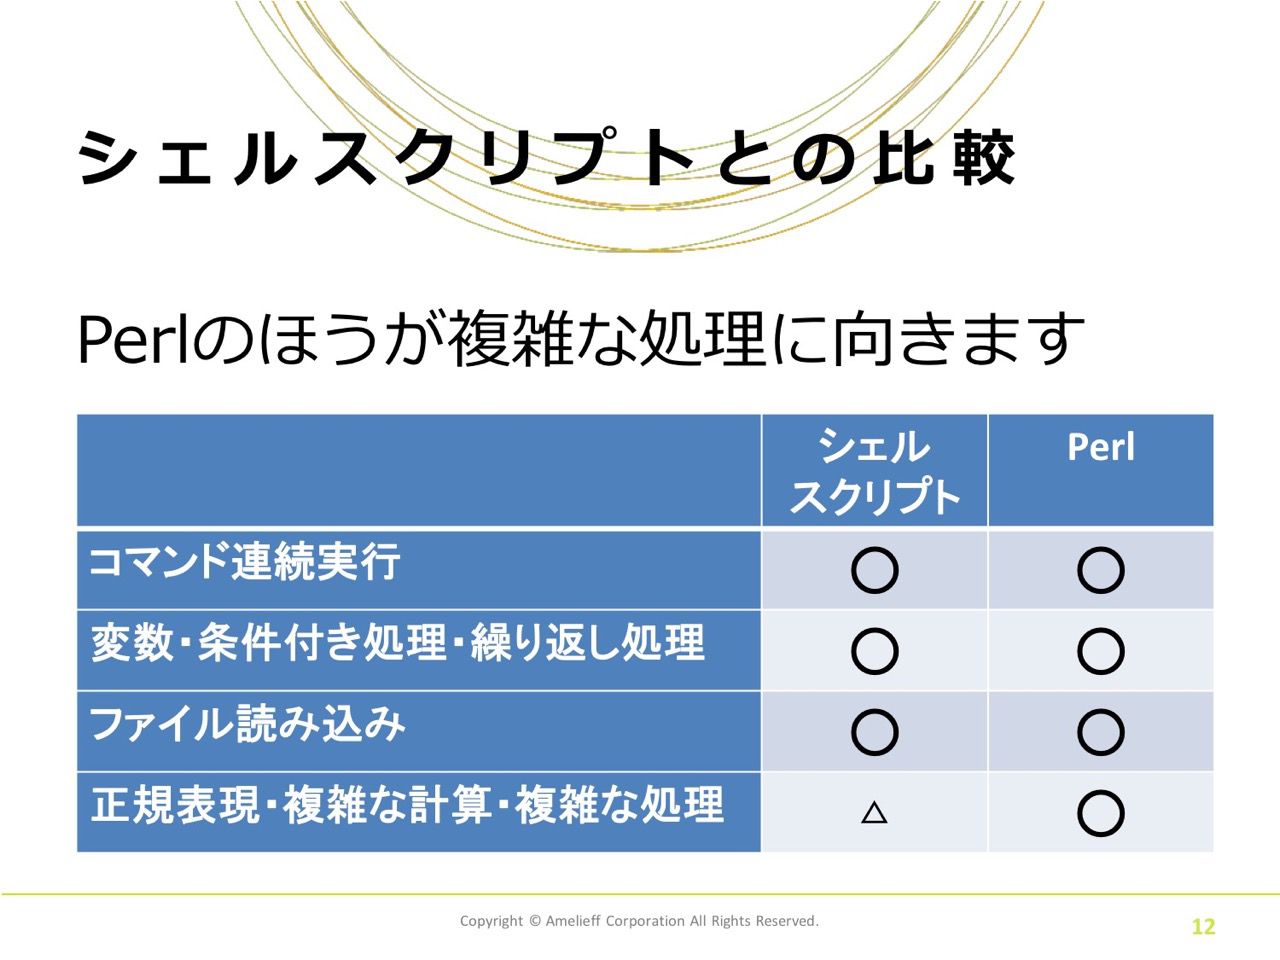 シェルスクリプトとの比較
Perlのほうが複雑な処理に向きます
シェル
スクリプト
Perl
コマンド連続実行
○
○
変数・条件付き処理・繰り返し処理
○
○
ファイル読み込み
○
○
正規表現・複雑な計算・複雑な処理
△
○
Copyright © Amelieff Corporation All Rights Reserved.
12